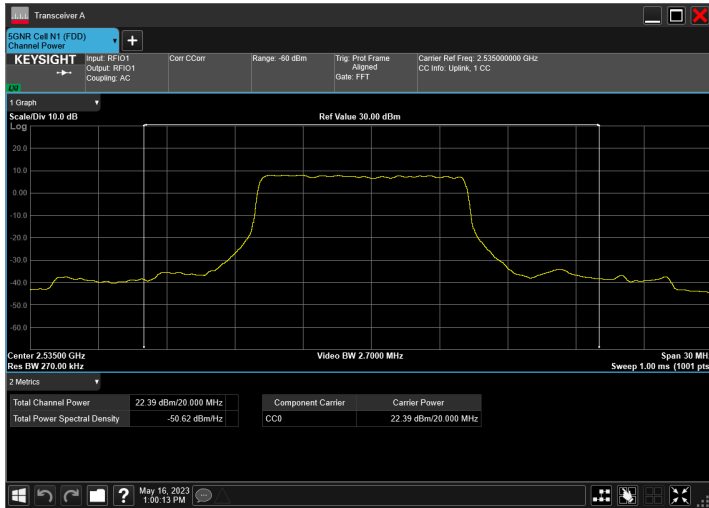 Transceiver A
5GNR Cell N1 (FDD)
Channel Power
KEYSIGHT
Input: RFIO1
Output: RFIO1
Coupling: AC
Corr CCorr
Range: -60 dBm
Trig: Prot Frame
Aligned
Gate: FFT
Carrier Ref Freq: 2.535000000 GHz
CC Info: Uplink, 1 CC
LXI
1 Graph
Scale/Div 10.0 dB
Ref Value 30.00 dBm
Log
20.0
10.0
0.00
-10.0
-20.0
-30.0
-40.0
-50.0
-60.0
Center 2.53500 GHz
Video BW 2.7000 MHz
Span 30 MH
Res BW 270.00 kHz
Sweep 1.00 ms (1001 pts
2 Metrics
Total Channel Power 22.39 dBm/20.000 MHz
Total Power Spectral Density -50.62 dBm/Hz
Component Carrier Carrier Power
CC0 22.39 dBm/20.000 MHz
?
May 16, 2023
1:00:13 PM